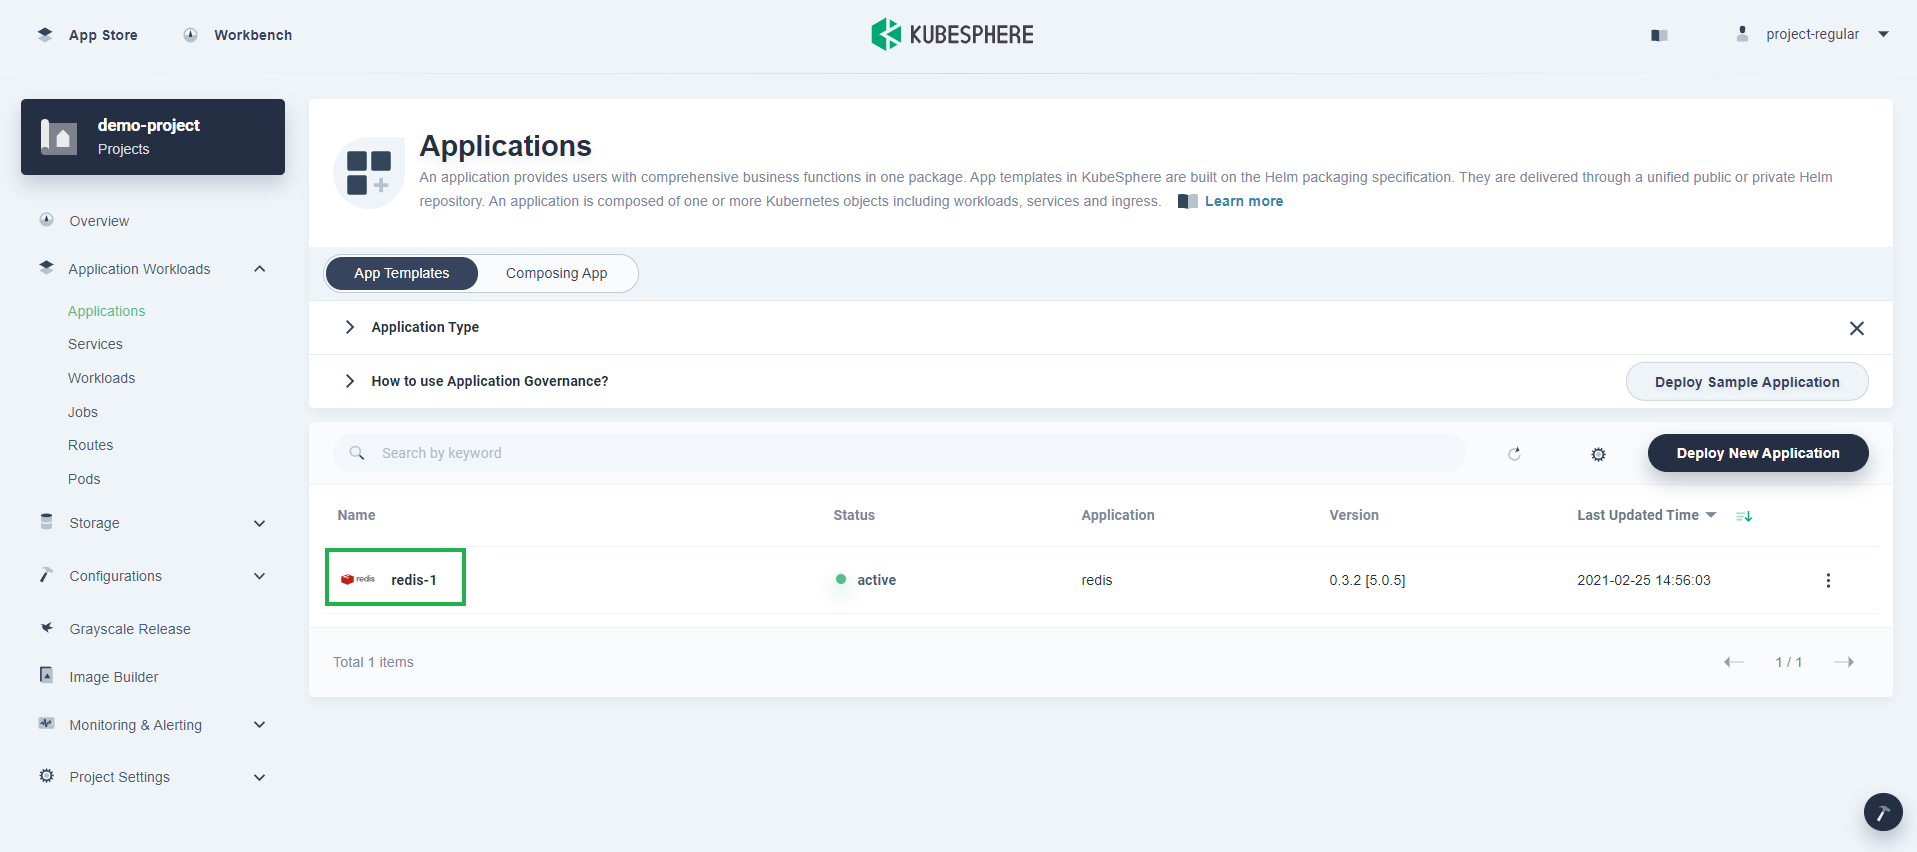 App Store Workbench KUBESPHERE project-regular
demo-project
Projects
Overview
Application Workloads
Applications
Services
Workloads
Jobs
Routes
Pods
Storage
Configurations
Grayscale Release
Image Builder
Monitoring & Alerting
Project Settings
Applications
An application provides users with comprehensive business functions in one package. App templates in KubeSphere are built on the Helm packaging specification. They are delivered through a unified public or private Helm
repository. An application is composed of one or more Kubernetes objects including workloads, services and ingress. Learn more
App Templates Composing App
Application Type
How to use Application Governance? Deploy Sample Application
Search by keyword Deploy New Application
Name Status Application Version Last Updated Time
redis redis-1 active redis 0.3.2 [5.0.5] 2021-02-25 14:56:03
Total 1 items 1 / 1